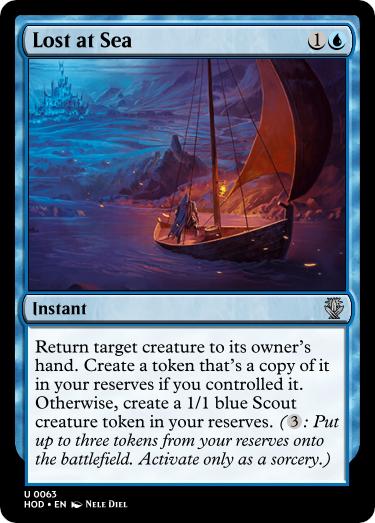 Lost at Sea 1
Instant
Return target creature to its owner's
hand. Create a token that's a copy of it
in your reserves if you controlled it.
Otherwise, create a 1/1 blue Scout
creature token in your reserves. (3: Put
up to three tokens from your reserves onto
the battlefield. Activate only as a sorcery.)
U 0063
HOD • EN Nele Diel